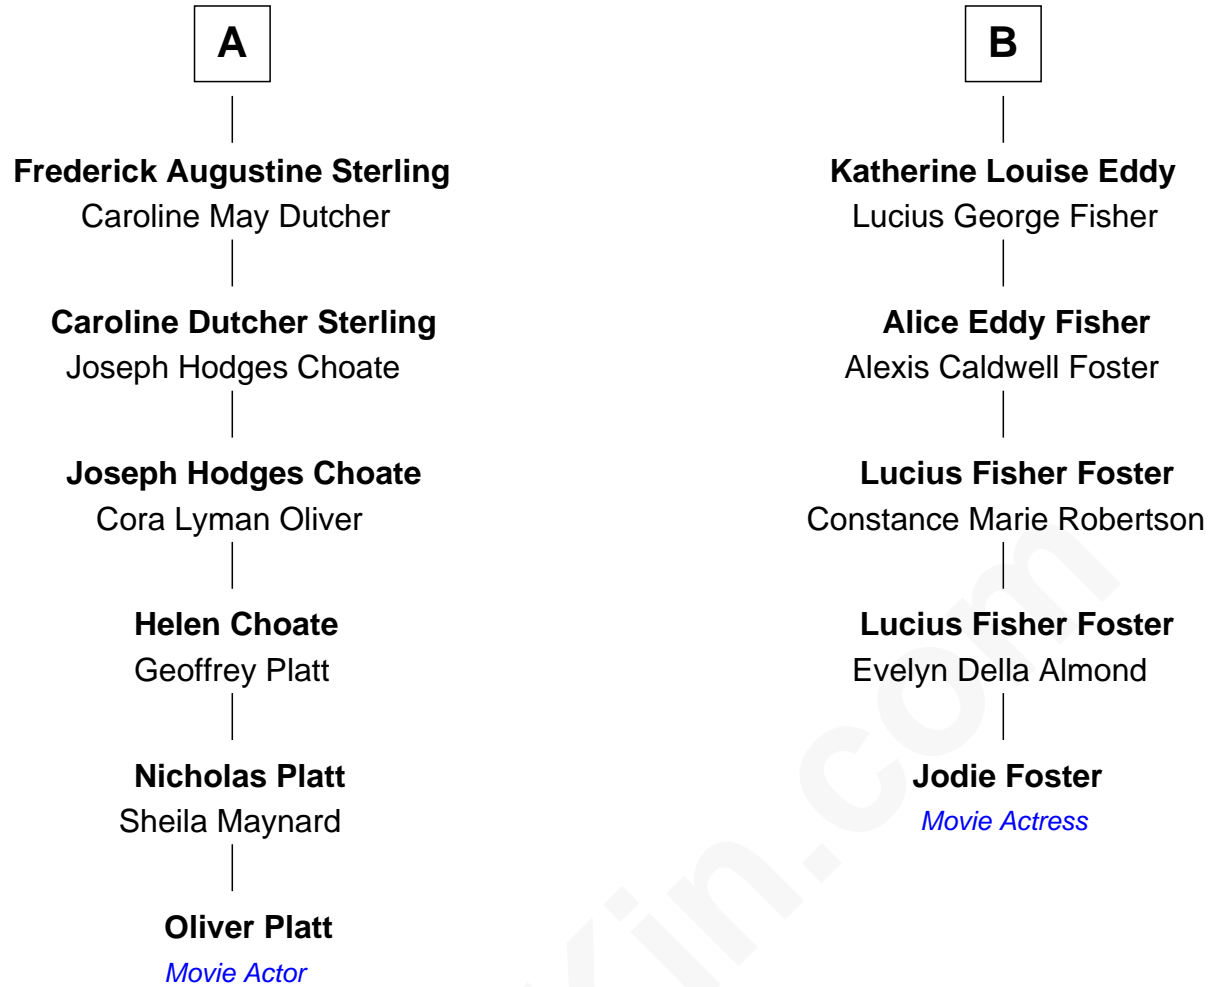 A
Frederick Augustine Sterling
Caroline May Dutcher
Caroline Dutcher Sterling
Joseph Hodges Choate
Joseph Hodges Choate
Cora Lyman Oliver
Helen Choate
Geoffrey Platt
Nicholas Platt
Sheila Maynard
Oliver Platt
Movie Actor
B
Katherine Louise Eddy
Lucius George Fisher
Alice Eddy Fisher
Alexis Caldwell Foster
Lucius Fisher Foster
Constance Marie Robertson
Lucius Fisher Foster
Evelyn Della Almond
Jodie Foster
Movie Actress
Kin.com